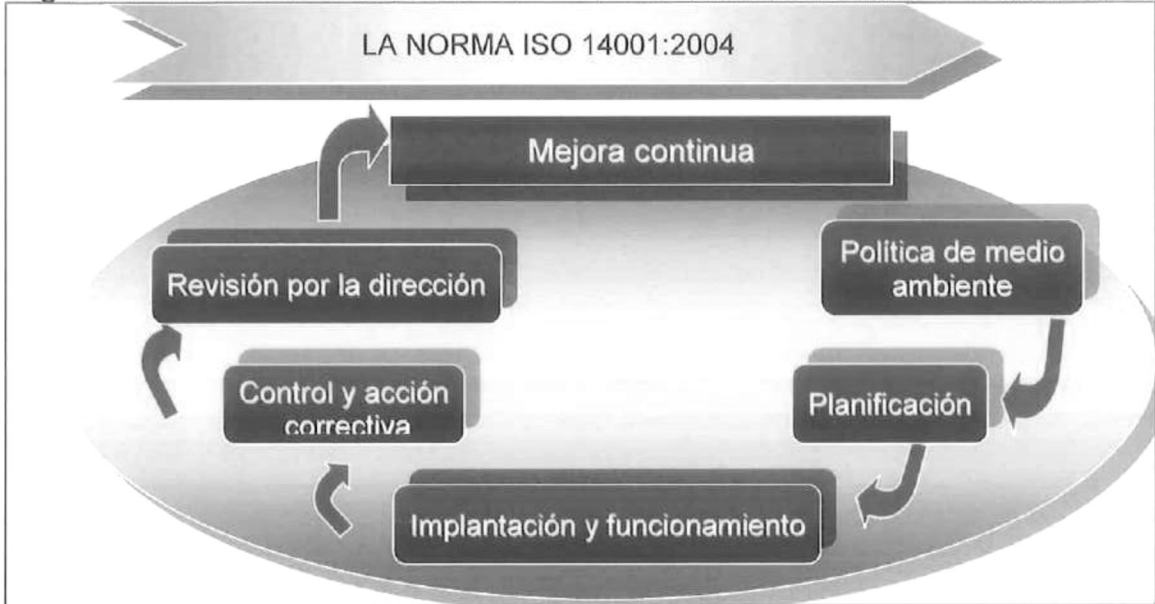 LA NORMA ISO 14001:2004
Mejora continua
Política de medio
ambiente
Revisión por la dirección
Control y acción
correctiva
Planificación
Implantación y funcionamiento